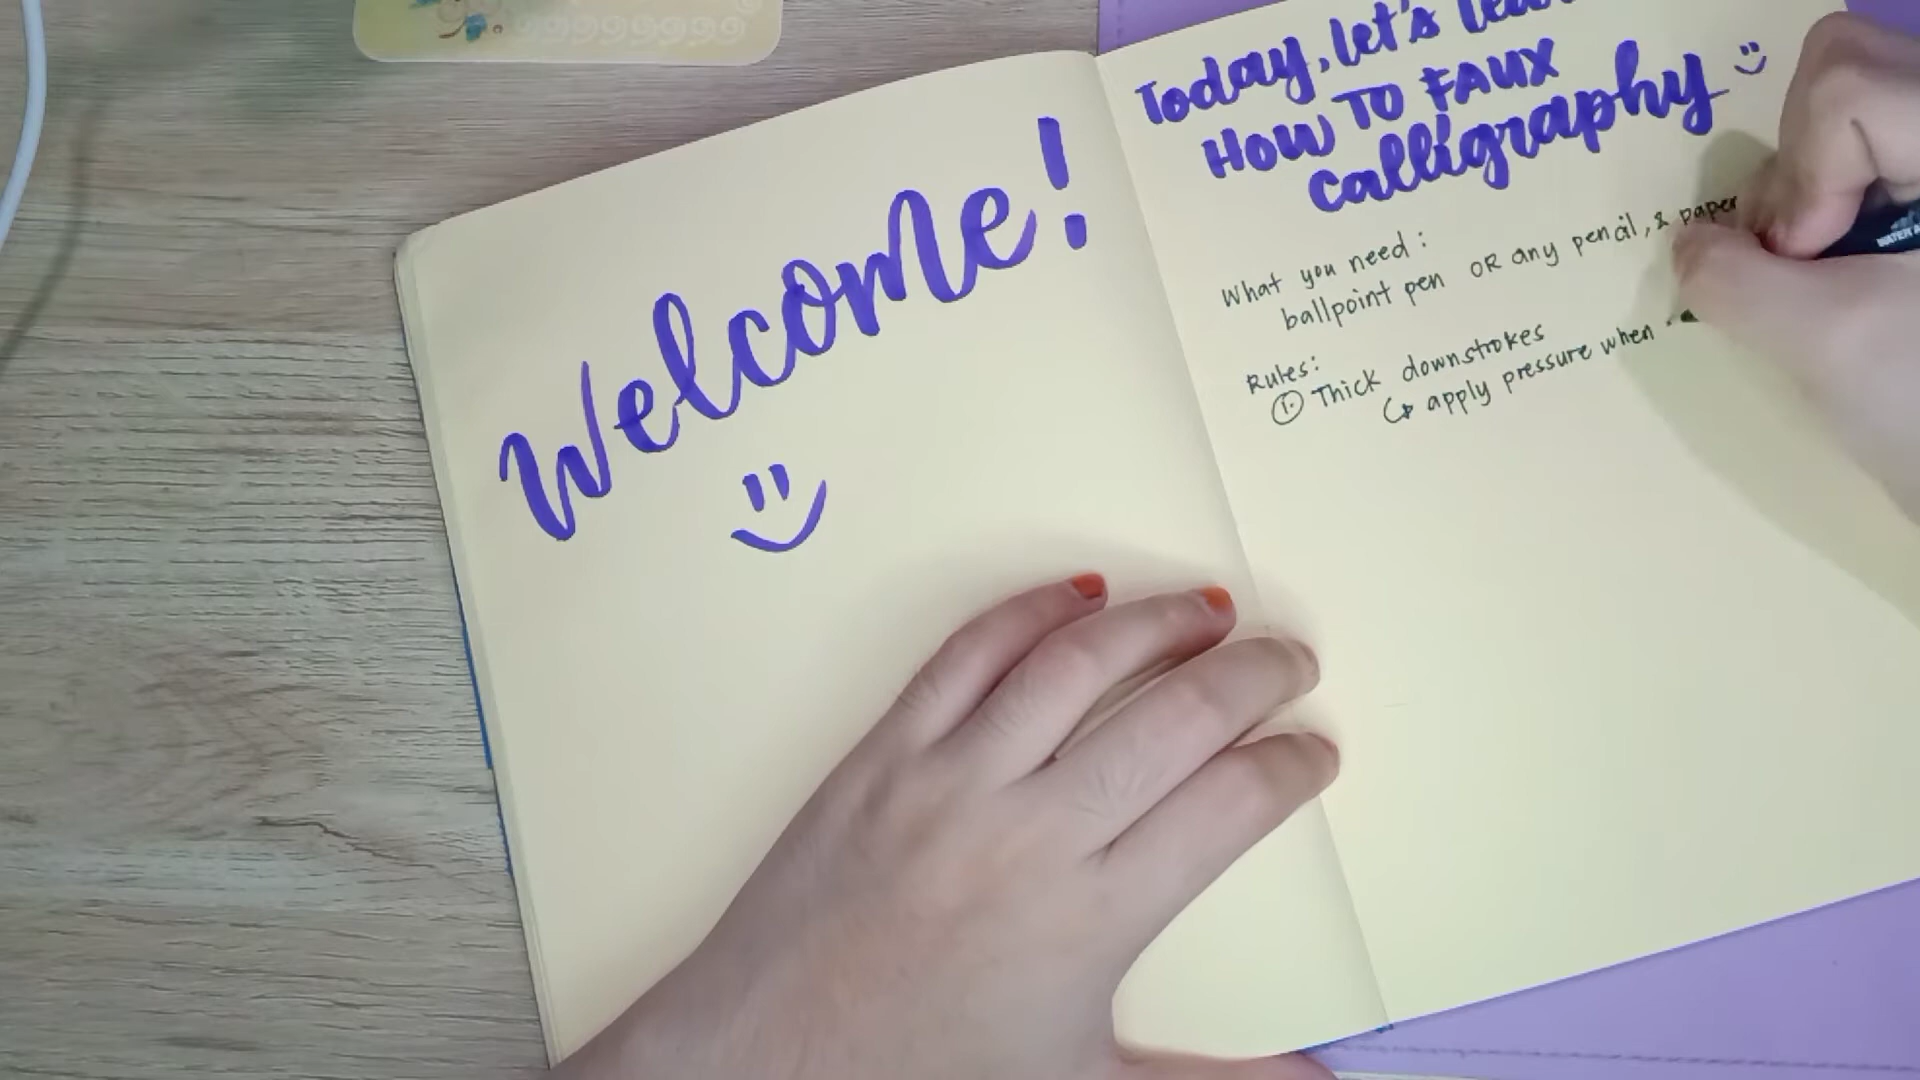 Welcome!
Today, let's
HOW TO FAUX
calligraphy
What you need:
ballpoint pen OR any pencil, & paper
Rules:
1. Thick downstrokes
↳ apply pressure when